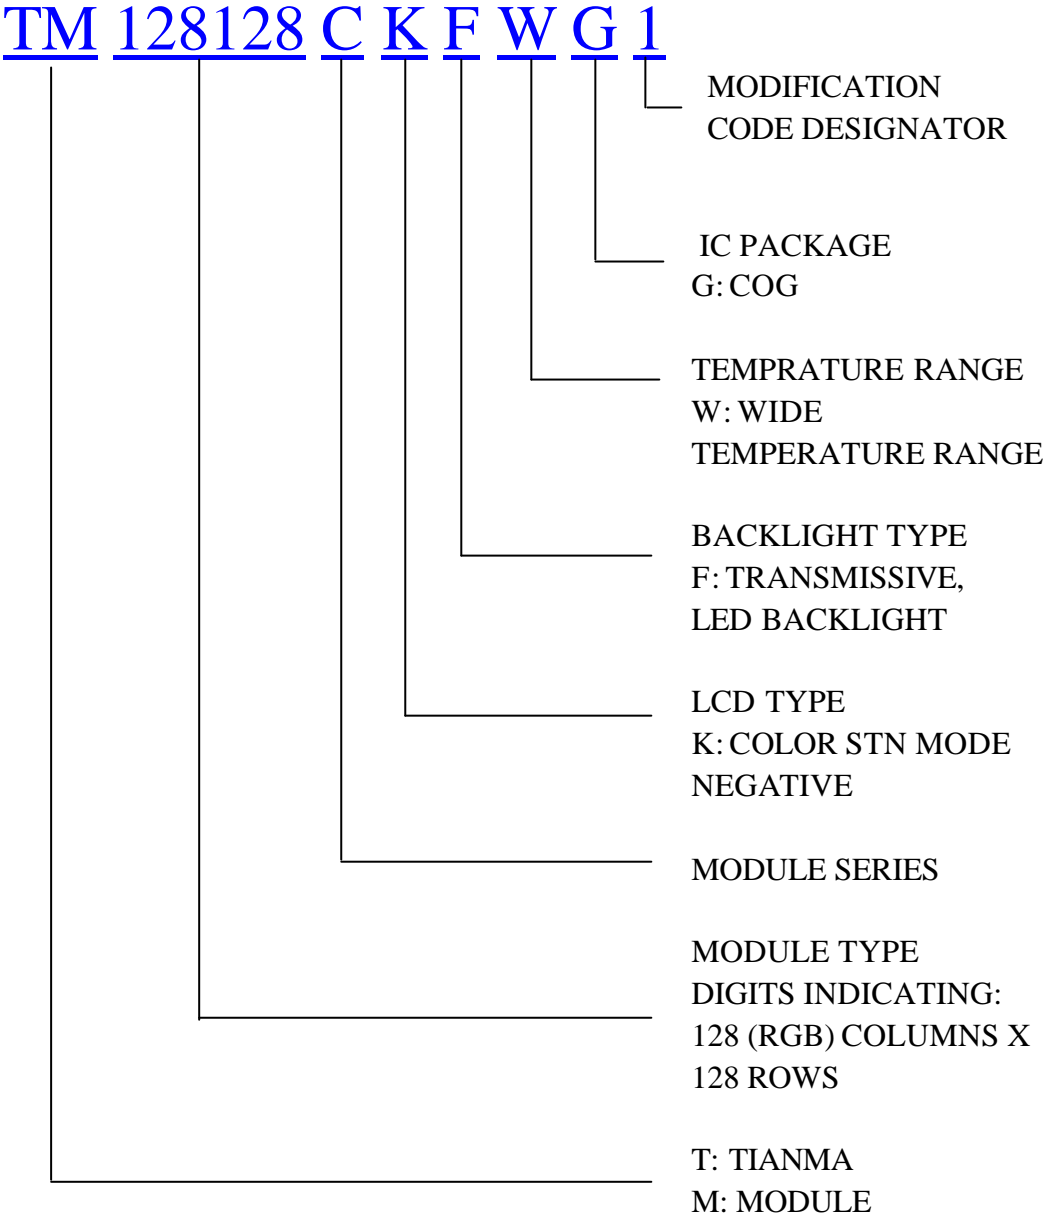 TM 128128 C K F W G 1
MODIFICATION
CODE DESIGNATOR
IC PACKAGE
G: COG
TEMPRATURE RANGE
W: WIDE
TEMPERATURE RANGE
BACKLIGHT TYPE
F: TRANSMISSIVE,
LED BACKLIGHT
LCD TYPE
K: COLOR STN MODE
NEGATIVE
MODULE SERIES
MODULE TYPE
DIGITS INDICATING:
128 (RGB) COLUMNS X
128 ROWS
T: TIANMA
M: MODULE